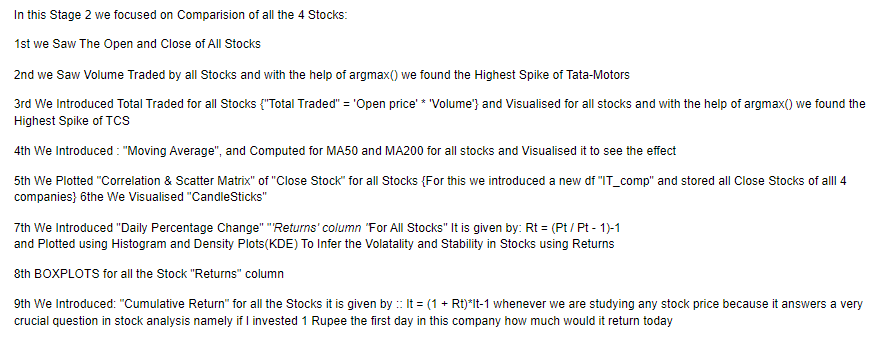 In this Stage 2 we focused on Comparision of all the 4 Stocks:
1st we Saw The Open and Close of All Stocks
2nd we Saw Volume Traded by all Stocks and with the help of argmax() we found the Highest Spike of Tata-Motors
3rd We Introduced Total Traded for all Stocks {"Total Traded" = 'Open price' * 'Volume'} and Visualised for all stocks and with the help of argmax() we found the
Highest Spike of TCS
4th We Introduced : "Moving Average", and Computed for MA50 and MA200 for all stocks and Visualised it to see the effect
5th We Plotted "Correlation & Scatter Matrix" of "Close Stock" for all Stocks {For this we introduced a new df "IT_comp" and stored all Close Stocks of alll 4
companies} 6the We Visualised "CandleSticks"
7th We Introduced "Daily Percentage Change" "'Returns' column "For All Stocks" It is given by: Rt = (Pt / Pt - 1)-1
and Plotted using Histogram and Density Plots(KDE) To Infer the Volatality and Stability in Stocks using Returns
8th BOXPLOTS for all the Stock "Returns" column
9th We Introduced: "Cumulative Return" for all the Stocks it is given by :: It = (1 + Rt)*It-1 whenever we are studying any stock price because it answers a very
crucial question in stock analysis namely if I invested 1 Rupee the first day in this company how much would it return today